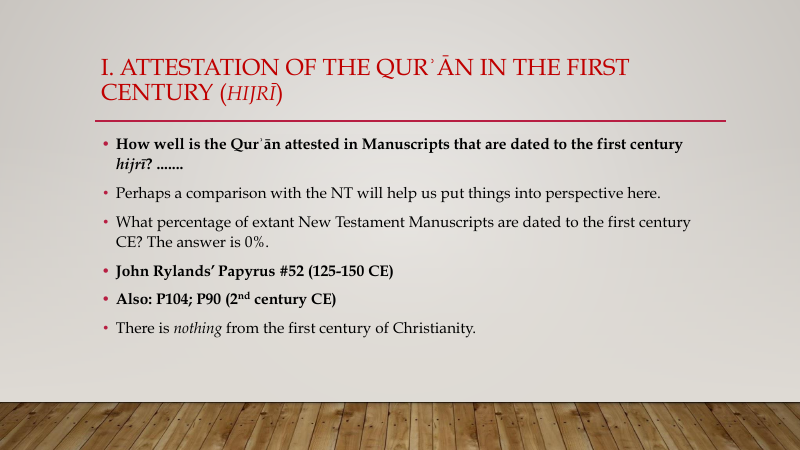 I. ATTESTATION OF THE QURʾĀN IN THE FIRST
CENTURY (HIJRĪ)
• How well is the Qurʾān attested in Manuscripts that are dated to the first century
hijrī? .......
• Perhaps a comparison with the NT will help us put things into perspective here.
• What percentage of extant New Testament Manuscripts are dated to the first century
CE? The answer is 0%.
• John Rylands’ Papyrus #52 (125-150 CE)
• Also: P104; P90 (2nd century CE)
• There is nothing from the first century of Christianity.